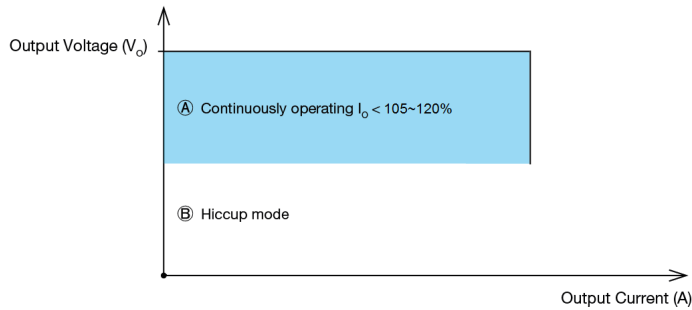 Output Voltage (Vo)
Ⓐ Continuously operating Io < 105~120%
Ⓑ Hiccup mode
Output Current (A)